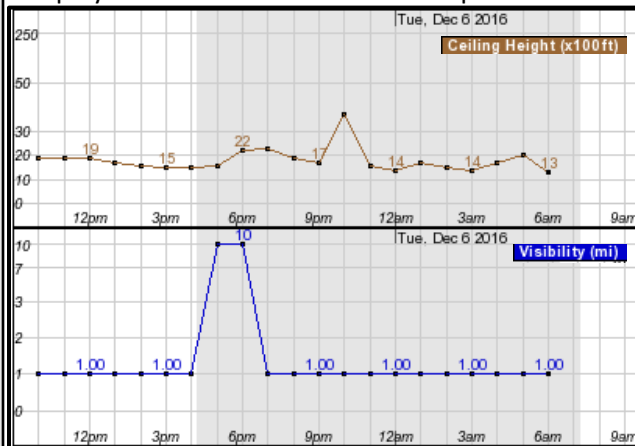 Tue, Dec 6 2016
250
Ceiling Height (x100ft)
50
30
20
10
0
19
15
22
17
14
14
13
12pm 3pm 6pm 9pm 12am 3am 6am 9am
Tue, Dec 6 2016
10
Visibility (mi)
7
3
2
1
0
1.00 1.00 10 1.00 1.00 1.00 1.00
12pm 3pm 6pm 9pm 12am 3am 6am 9am